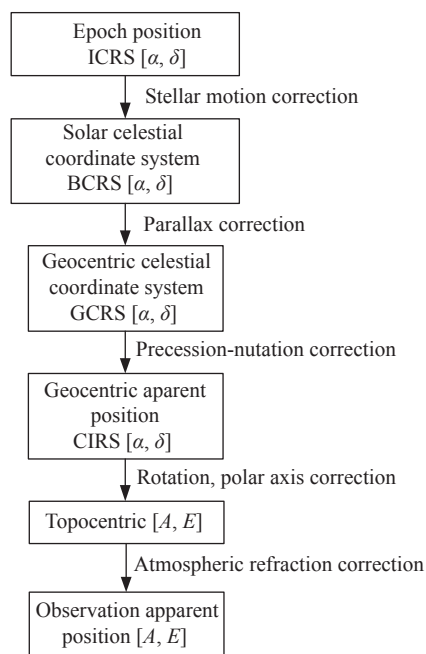 Epoch position
ICRS [α, δ]
Stellar motion correction
Solar celestial
coordinate system
BCRS [α, δ]
Parallax correction
Geocentric celestial
coordinate system
GCRS [α, δ]
Precession-nutation correction
Geocentric aparent
position
CIRS [α, δ]
Rotation, polar axis correction
Topocentric [A, E]
Atmospheric refraction correction
Observation apparent
position [A, E]